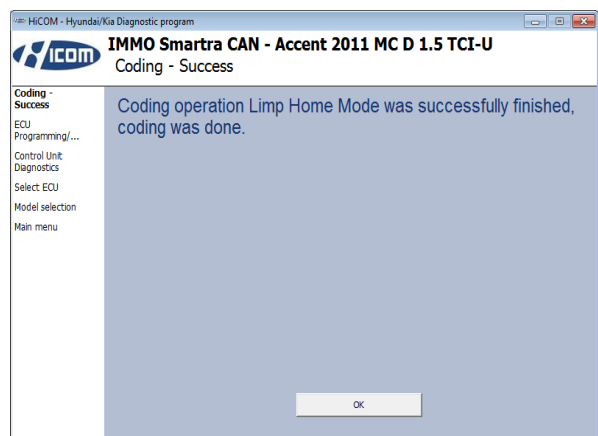 HiCOM - Hyundai/Kia Diagnostic program
Hicom
IMMO Smartra CAN - Accent 2011 MC D 1.5 TCI-U
Coding - Success
Coding -
Success
ECU
Programming/...
Control Unit
Diagnostics
Select ECU
Model selection
Main menu
Coding operation Limp Home Mode was successfully finished,
coding was done.
OK